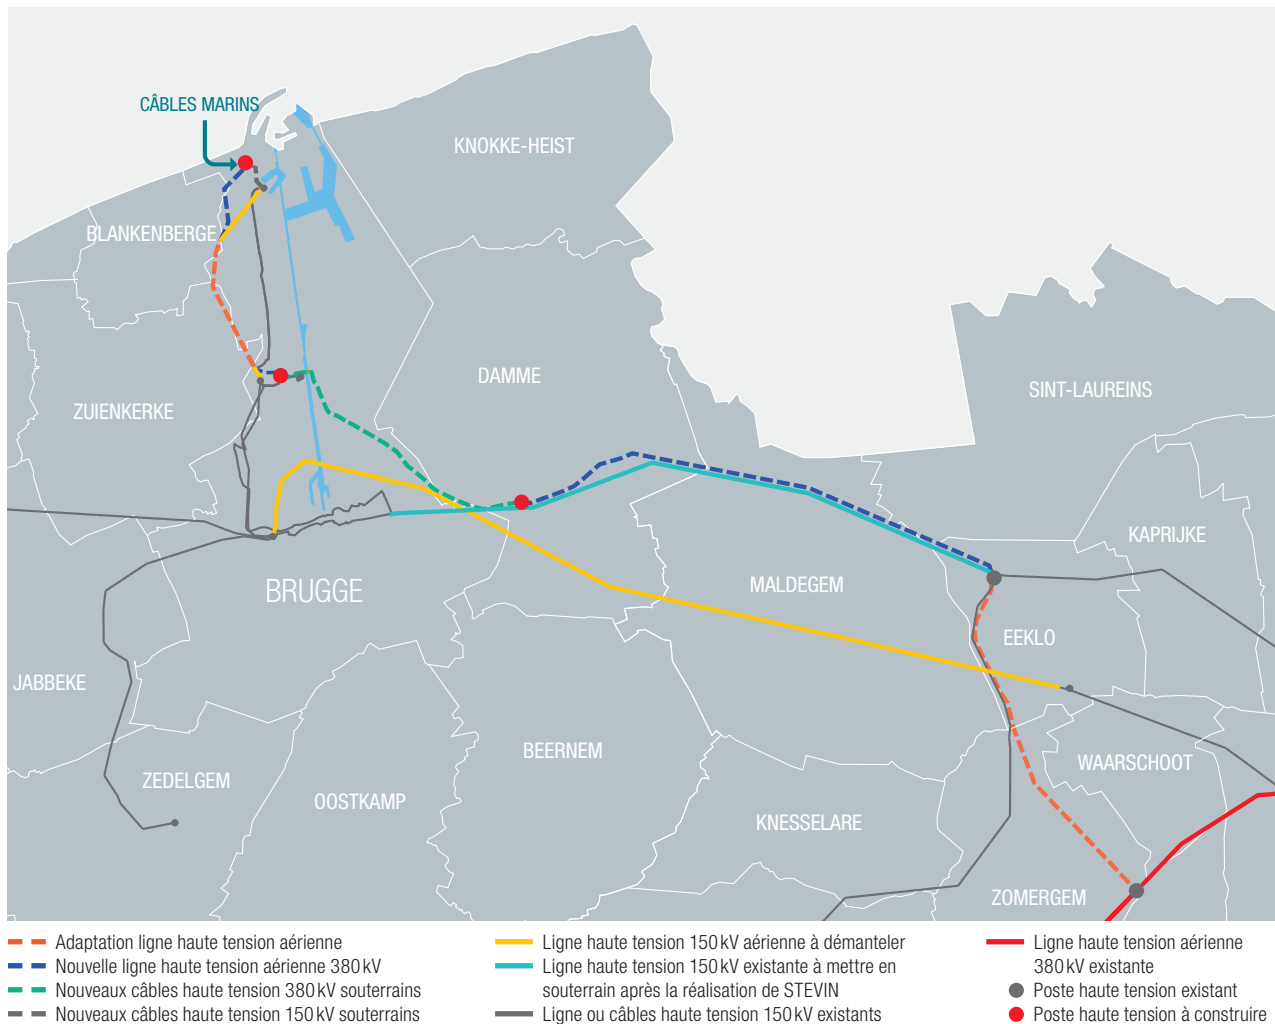 CÂBLES MARINS
KNOKKE-HEIST
BLANKENBERGE
DAMME
SINT-LAUREINS
ZUIENKERKE
KAPRIJKE
BRUGGE
MALDEGEM
EEKLO
JABBEKE
BEERNEM
WAARSCHOOT
ZEDELGEM
OOSTKAMP
KNESSELARE
ZOMERGEM
Adaptation ligne haute tension aérienne
Nouvelle ligne haute tension aérienne 380 kV
Nouveaux câbles haute tension 380 kV souterrains
Nouveaux câbles haute tension 150 kV souterrains
Ligne haute tension 150 kV aérienne à démanteler
Ligne haute tension 150 kV existante à mettre en
souterrain après la réalisation de STEVIN
Ligne ou câbles haute tension 150 kV existants
Ligne haute tension aérienne
380 kV existante
Poste haute tension existant
Poste haute tension à construire